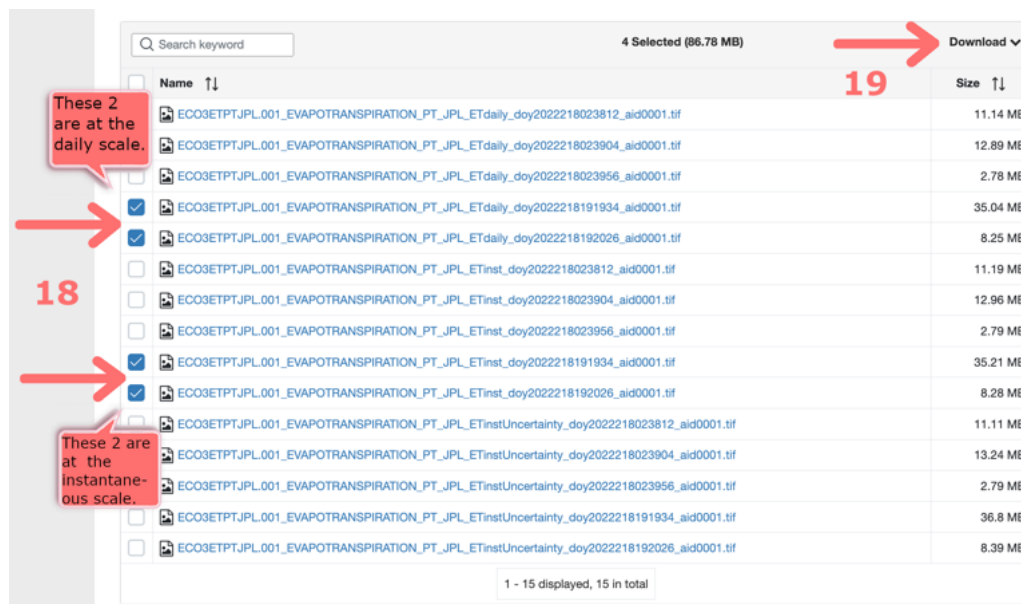 Search keyword
4 Selected (86.78 MB)
Download
19
Name
Size
These 2
are at the
daily scale.
ECO3ETPTJPL.001_EVAPOTRANSPIRATION_PT_JPL_ETdaily_doy2022218023812_aid0001.tif
11.14 MB
ECO3ETPTJPL.001_EVAPOTRANSPIRATION_PT_JPL_ETdaily_doy2022218023904_aid0001.tif
12.89 MB
ECO3ETPTJPL.001_EVAPOTRANSPIRATION_PT_JPL_ETdaily_doy2022218023956_aid0001.tif
2.78 MB
ECO3ETPTJPL.001_EVAPOTRANSPIRATION_PT_JPL_ETdaily_doy2022218191934_aid0001.tif
35.04 MB
ECO3ETPTJPL.001_EVAPOTRANSPIRATION_PT_JPL_ETdaily_doy2022218192026_aid0001.tif
8.25 MB
18
ECO3ETPTJPL.001_EVAPOTRANSPIRATION_PT_JPL_ETinst_doy2022218023812_aid0001.tif
11.19 MB
ECO3ETPTJPL.001_EVAPOTRANSPIRATION_PT_JPL_ETinst_doy2022218023904_aid0001.tif
12.96 MB
ECO3ETPTJPL.001_EVAPOTRANSPIRATION_PT_JPL_ETinst_doy2022218023956_aid0001.tif
2.79 MB
ECO3ETPTJPL.001_EVAPOTRANSPIRATION_PT_JPL_ETinst_doy2022218191934_aid0001.tif
35.21 MB
ECO3ETPTJPL.001_EVAPOTRANSPIRATION_PT_JPL_ETinst_doy2022218192026_aid0001.tif
8.28 MB
These 2 are
at the
instantane-
ous scale.
ECO3ETPTJPL.001_EVAPOTRANSPIRATION_PT_JPL_ETinstUncertainty_doy2022218023812_aid0001.tif
11.11 MB
ECO3ETPTJPL.001_EVAPOTRANSPIRATION_PT_JPL_ETinstUncertainty_doy2022218023904_aid0001.tif
13.24 MB
ECO3ETPTJPL.001_EVAPOTRANSPIRATION_PT_JPL_ETinstUncertainty_doy2022218023956_aid0001.tif
2.79 MB
ECO3ETPTJPL.001_EVAPOTRANSPIRATION_PT_JPL_ETinstUncertainty_doy2022218191934_aid0001.tif
36.8 MB
ECO3ETPTJPL.001_EVAPOTRANSPIRATION_PT_JPL_ETinstUncertainty_doy2022218192026_aid0001.tif
8.39 MB
1 - 15 displayed, 15 in total